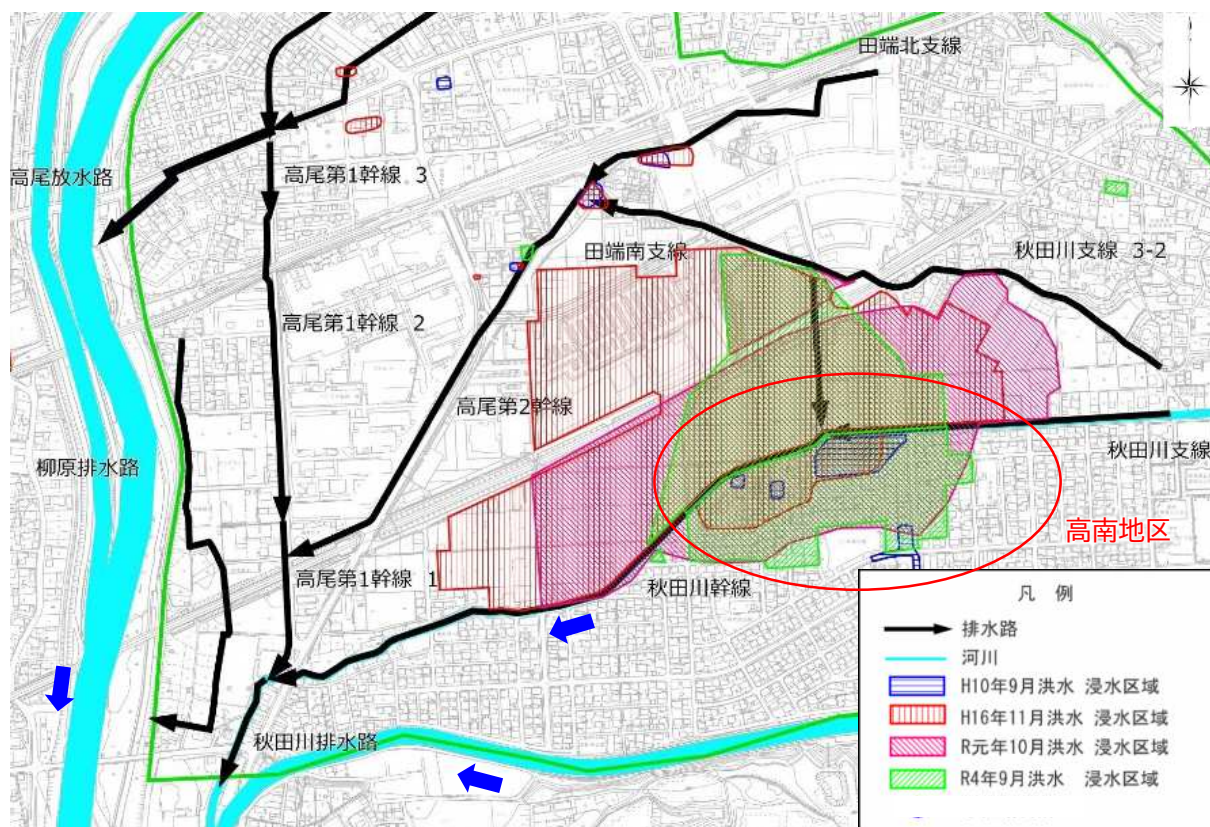 田端北支線
高尾放水路
高尾第1幹線 3
田端南支線
秋田川支線 3-2
高尾第1幹線 2
高尾第2幹線
柳原排水路
秋田川支線
高南地区
高尾第1幹線 1
秋田川幹線
秋田川排水路
凡 例
排水路
河川
H10年9月洪水 浸水区域
H16年11月洪水 浸水区域
R元年10月洪水 浸水区域
R4年9月洪水 浸水区域